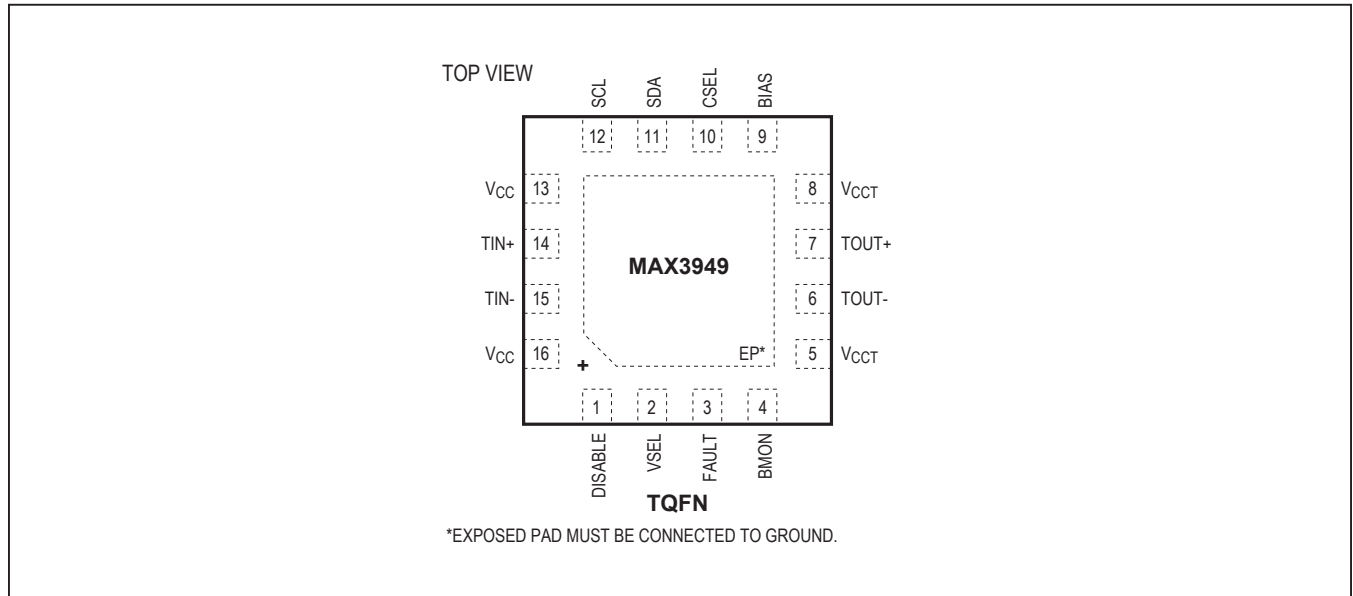 TOP VIEW
SCL
SDA
CSEL
BIAS
12
11
10
9
VCC 13
8 VCCT
TIN+ 14
7 TOUT+
MAX3949
TIN- 15
6 TOUT-
VCC 16
EP*
5 VCCT
+
1
2
3
4
DISABLE
VSEL
FAULT
BMON
TQFN
*EXPOSED PAD MUST BE CONNECTED TO GROUND.